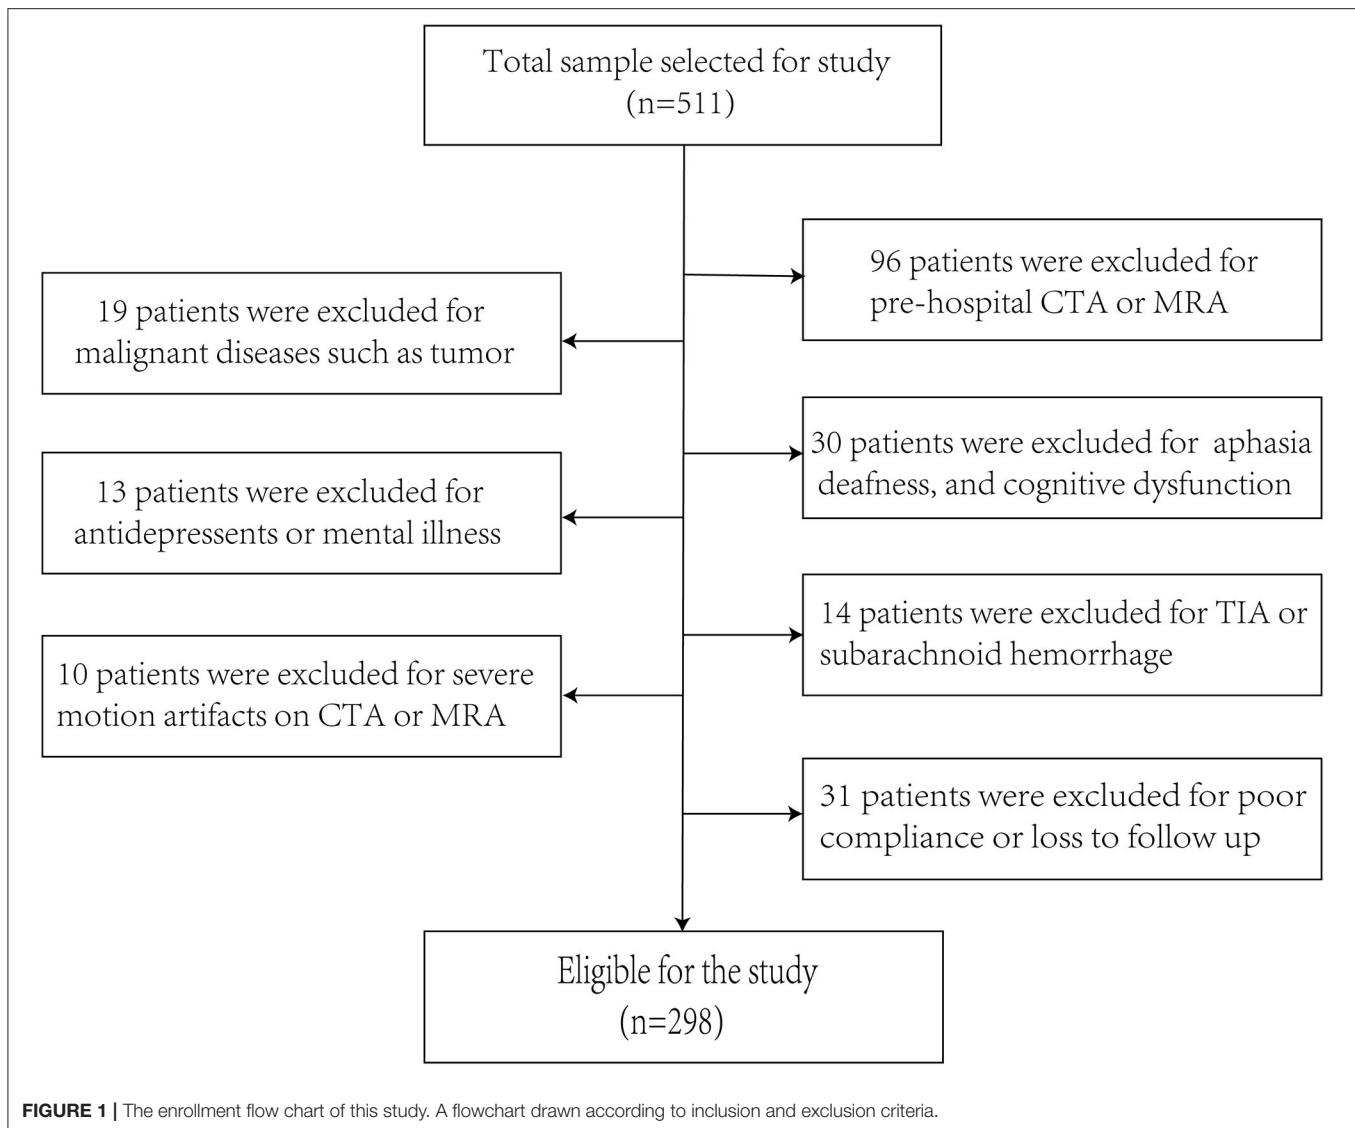 Total sample selected for study
(n=511)
96 patients were excluded for
pre-hospital CTA or MRA
19 patients were excluded for
malignant diseases such as tumor
30 patients were excluded for aphasia
deafness, and cognitive dysfunction
13 patients were excluded for
antidepressents or mental illness
14 patients were excluded for TIA or
subarachnoid hemorrhage
10 patients were excluded for severe
motion artifacts on CTA or MRA
31 patients were excluded for poor
compliance or loss to follow up
Eligible for the study
(n=298)
FIGURE 1 | The enrollment flow chart of this study. A flowchart drawn according to inclusion and exclusion criteria.